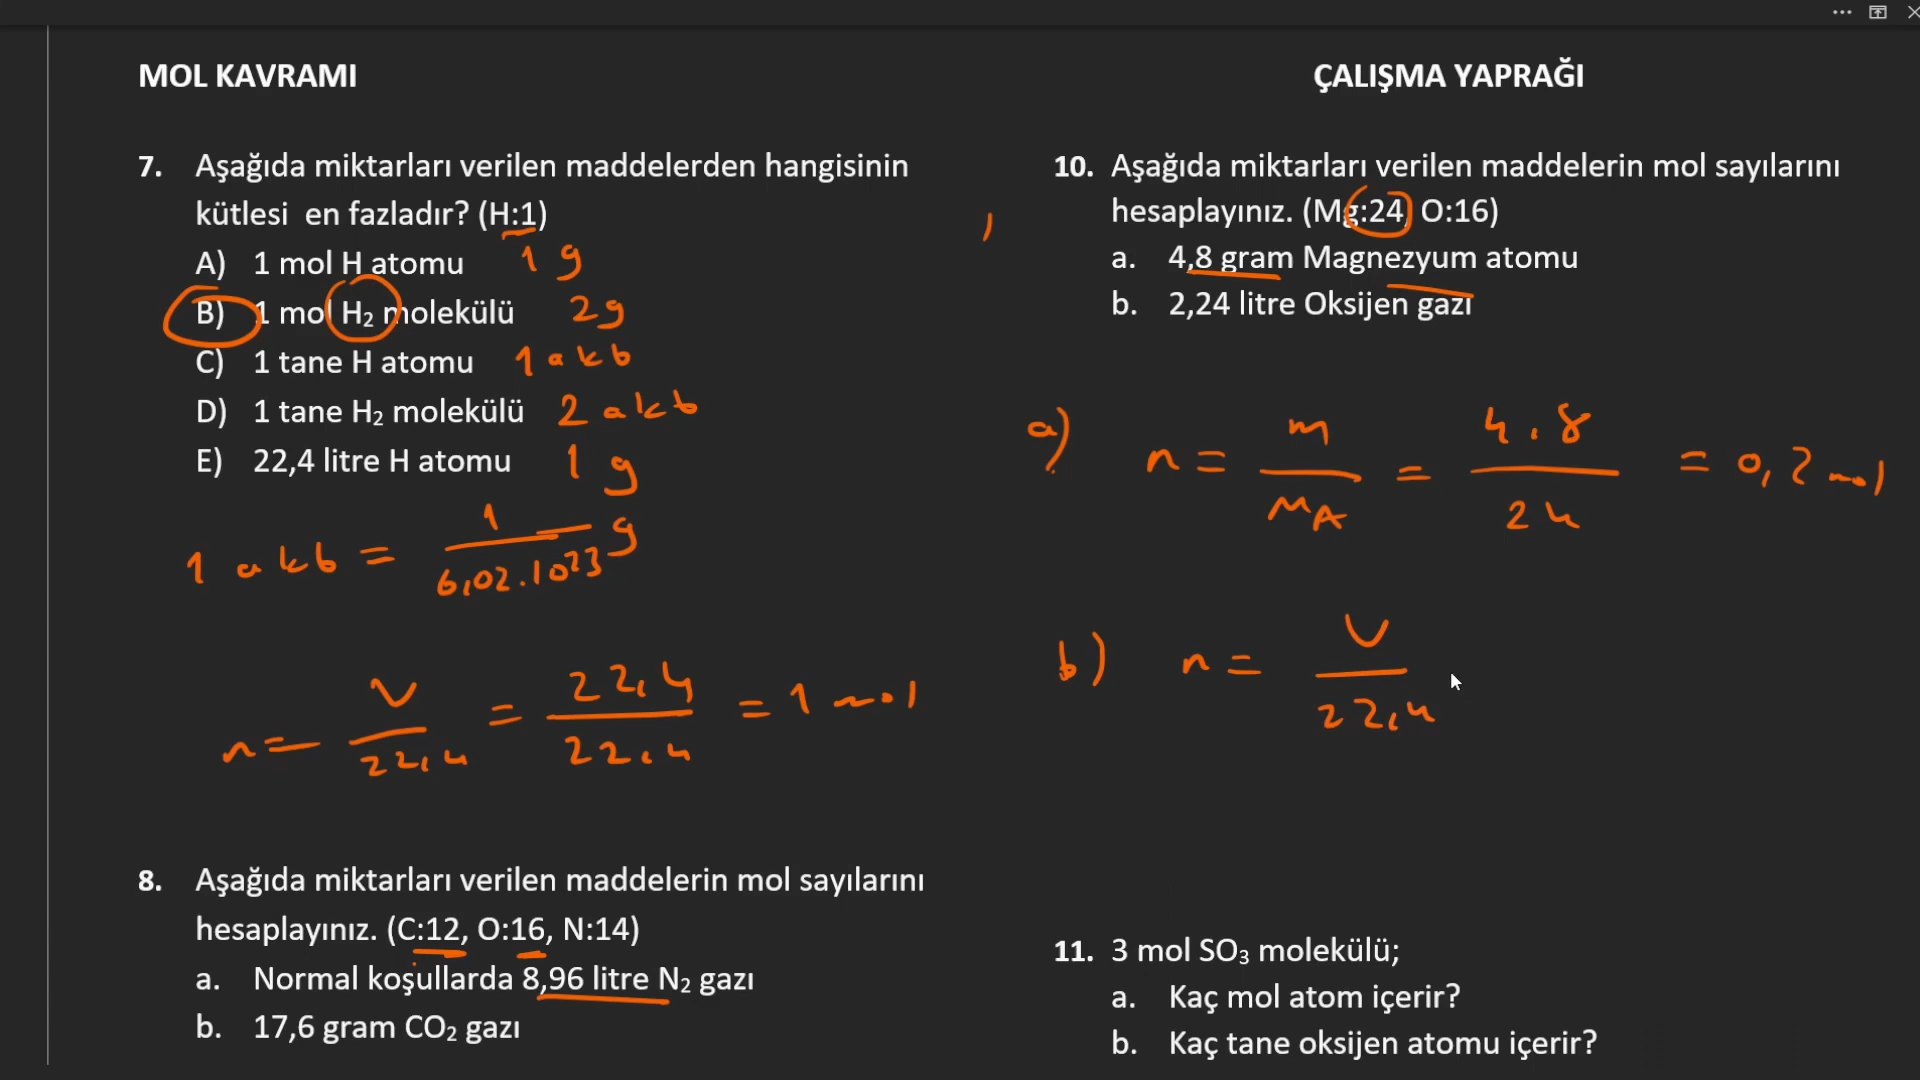 MOL KAVRAMI
ÇALIŞMA YAPRAĞI
7. Aşağıda miktarları verilen maddelerden hangisinin
kütlesi en fazladır? (H:1)
A) 1 mol H atomu 1 g
B) 1 mol H₂ molekülü 2g
C) 1 tane H atomu 1 akb
D) 1 tane H₂ molekülü 2 akb
E) 22,4 litre H atomu 1 g
1 akb = 1 / 6,02.10²³ g
n = V / 22,4 = 22,4 / 22,4 = 1 mol
8. Aşağıda miktarları verilen maddelerin mol sayılarını
hesaplayınız. (C:12, O:16, N:14)
a. Normal koşullarda 8,96 litre N₂ gazı
b. 17,6 gram CO₂ gazı
10. Aşağıda miktarları verilen maddelerin mol sayılarını
hesaplayınız. (Mg:24, O:16)
a. 4,8 gram Magnezyum atomu
b. 2,24 litre Oksijen gazı
a) n = m / MA = 4,8 / 24 = 0,2 mol
b) n = V / 22,4
11. 3 mol SO₃ molekülü;
a. Kaç mol atom içerir?
b. Kaç tane oksijen atomu içerir?